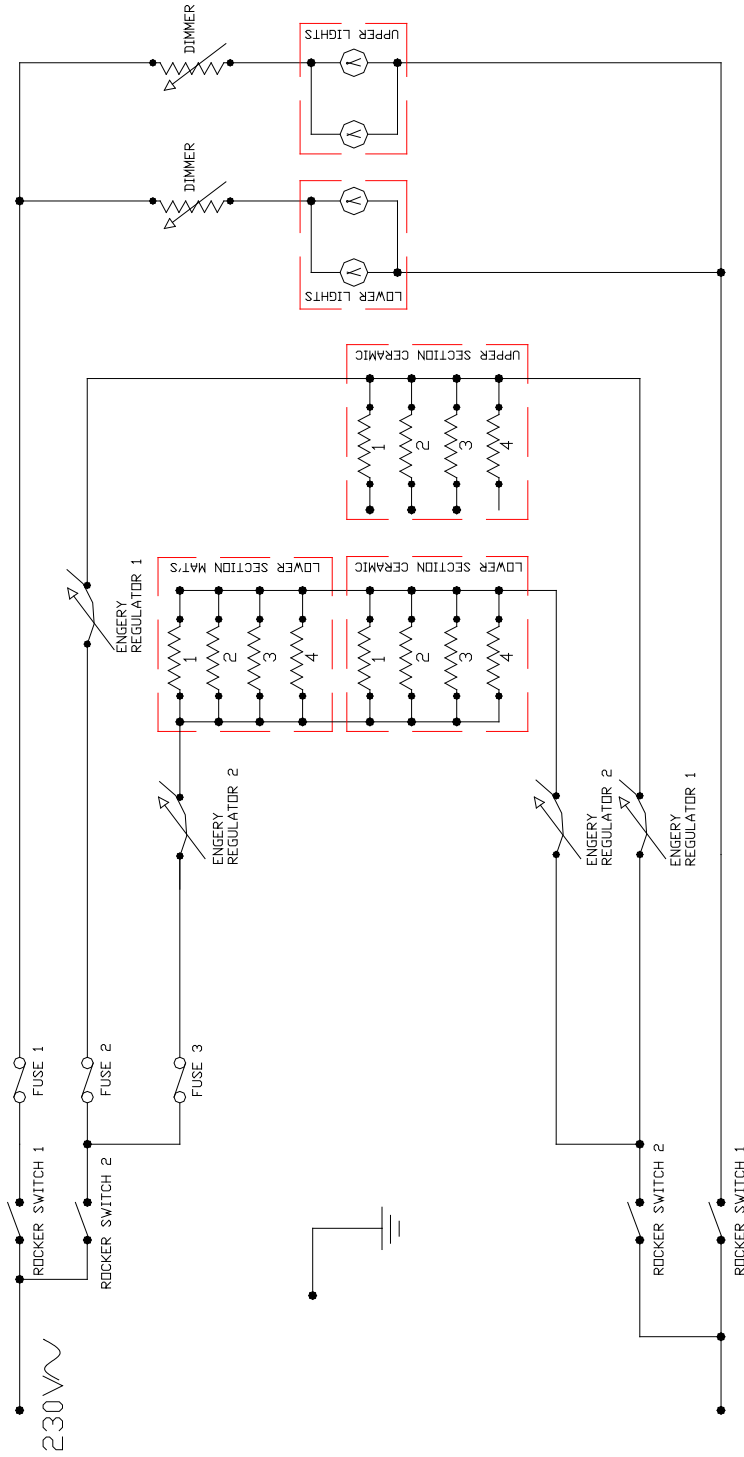 230V
ROCKER SWITCH 1
FUSE 1
DIMMER
UPPER LIGHTS
DIMMER
LOWER LIGHTS
ROCKER SWITCH 2
FUSE 2
ENGERY
REGULATOR 1
UPPER SECTION CERAMIC
1
2
3
4
FUSE 3
ENGERY
REGULATOR 2
LOWER SECTION MAT'S
1
2
3
4
LOWER SECTION CERAMIC
1
2
3
4
ENGERY
REGULATOR 2
ROCKER SWITCH 2
ENGERY
REGULATOR 1
ROCKER SWITCH 1